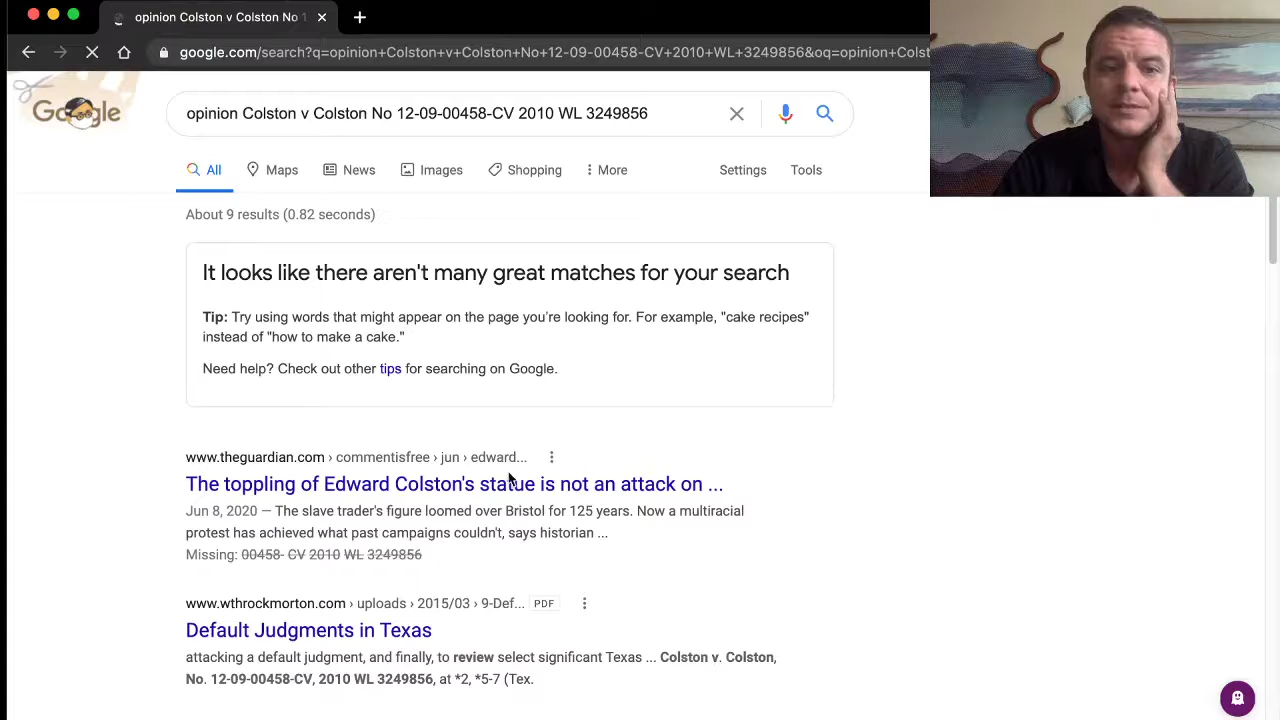 opinion Colston v Colston No 1
google.com/search?q=opinion+Colston+v+Colston+No+12-09-00458-CV+2010+WL+3249856&oq=opinion+Colst
Google
opinion Colston v Colston No 12-09-00458-CV 2010 WL 3249856
All Maps News Images Shopping More Settings Tools
About 9 results (0.82 seconds)
It looks like there aren't many great matches for your search
Tip: Try using words that might appear on the page you're looking for. For example, "cake recipes"
instead of "how to make a cake."
Need help? Check out other tips for searching on Google.
www.theguardian.com › commentisfree › jun › edward...
The toppling of Edward Colston's statue is not an attack on ...
Jun 8, 2020 — The slave trader's figure loomed over Bristol for 125 years. Now a multiracial
protest has achieved what past campaigns couldn't, says historian ...
Missing: 00458- CV 2010 WL 3249856
www.wthrockmorton.com › uploads › 2015/03 › 9-Def... PDF
Default Judgments in Texas
attacking a default judgment, and finally, to review select significant Texas ... Colston v. Colston,
No. 12-09-00458-CV, 2010 WL 3249856, at *2, *5-7 (Tex.